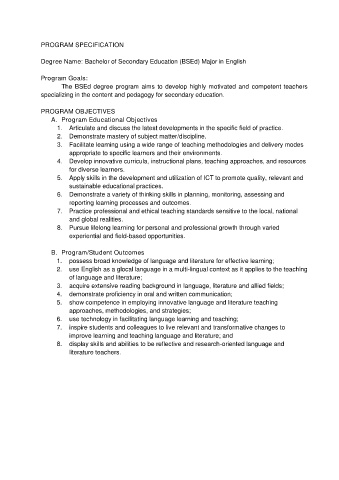 PROGRAM SPECIFICATION
Degree Name: Bachelor of Secondary Education (BSEd) Major in English
Program Goals:
The BSEd degree program aims to develop highly motivated and competent teachers
specializing in the content and pedagogy for secondary education.
PROGRAM OBJECTIVES
A. Program Educational Objectives
1. Articulate and discuss the latest developments in the specific field of practice.
2. Demonstrate mastery of subject matter/discipline.
3. Facilitate learning using a wide range of teaching methodologies and delivery modes
appropriate to specific learners and their environments.
4. Develop innovative curricula, instructional plans, teaching approaches, and resources
for diverse learners.
5. Apply skills in the development and utilization of ICT to promote quality, relevant and
sustainable educational practices.
6. Demonstrate a variety of thinking skills in planning, monitoring, assessing and
reporting learning processes and outcomes.
7. Practice professional and ethical teaching standards sensitive to the local, national
and global realities.
8. Pursue lifelong learning for personal and professional growth through varied
experiential and field-based opportunities.
B. Program/Student Outcomes
1. possess broad knowledge of language and literature for effective learning;
2. use English as a glocal language in a multi-lingual context as it applies to the teaching
of language and literature;
3. acquire extensive reading background in language, literature and allied fields;
4. demonstrate proficiency in oral and written communication;
5. show competence in employing innovative language and literature teaching
approaches, methodologies, and strategies;
6. use technology in facilitating language learning and teaching;
7. inspire students and colleagues to live relevant and transformative changes to
improve learning and teaching language and literature, and
8. display skills and abilities to be reflective and research-oriented language and
literature teachers.